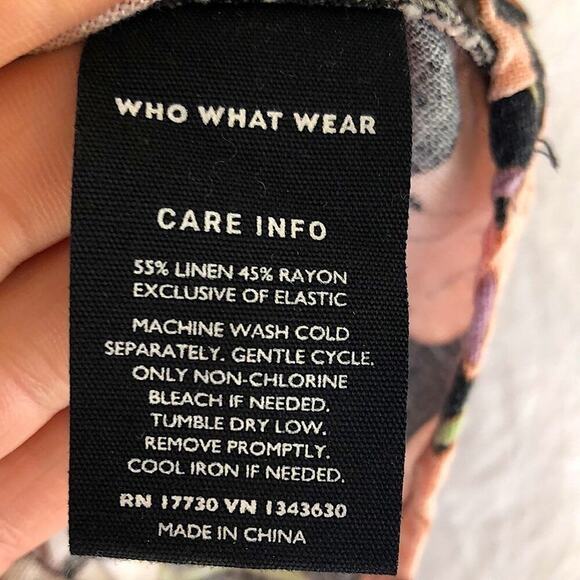 WHO WHAT WEAR
CARE INFO
55% LINEN 45% RAYON
EXCLUSIVE OF ELASTIC
MACHINE WASH COLD
SEPARATELY. GENTLE CYCLE.
ONLY NON-CHLORINE
BLEACH IF NEEDED.
TUMBLE DRY LOW.
REMOVE PROMPTLY.
COOL IRON IF NEEDED.
RN 17730 VN 1343630
MADE IN CHINA